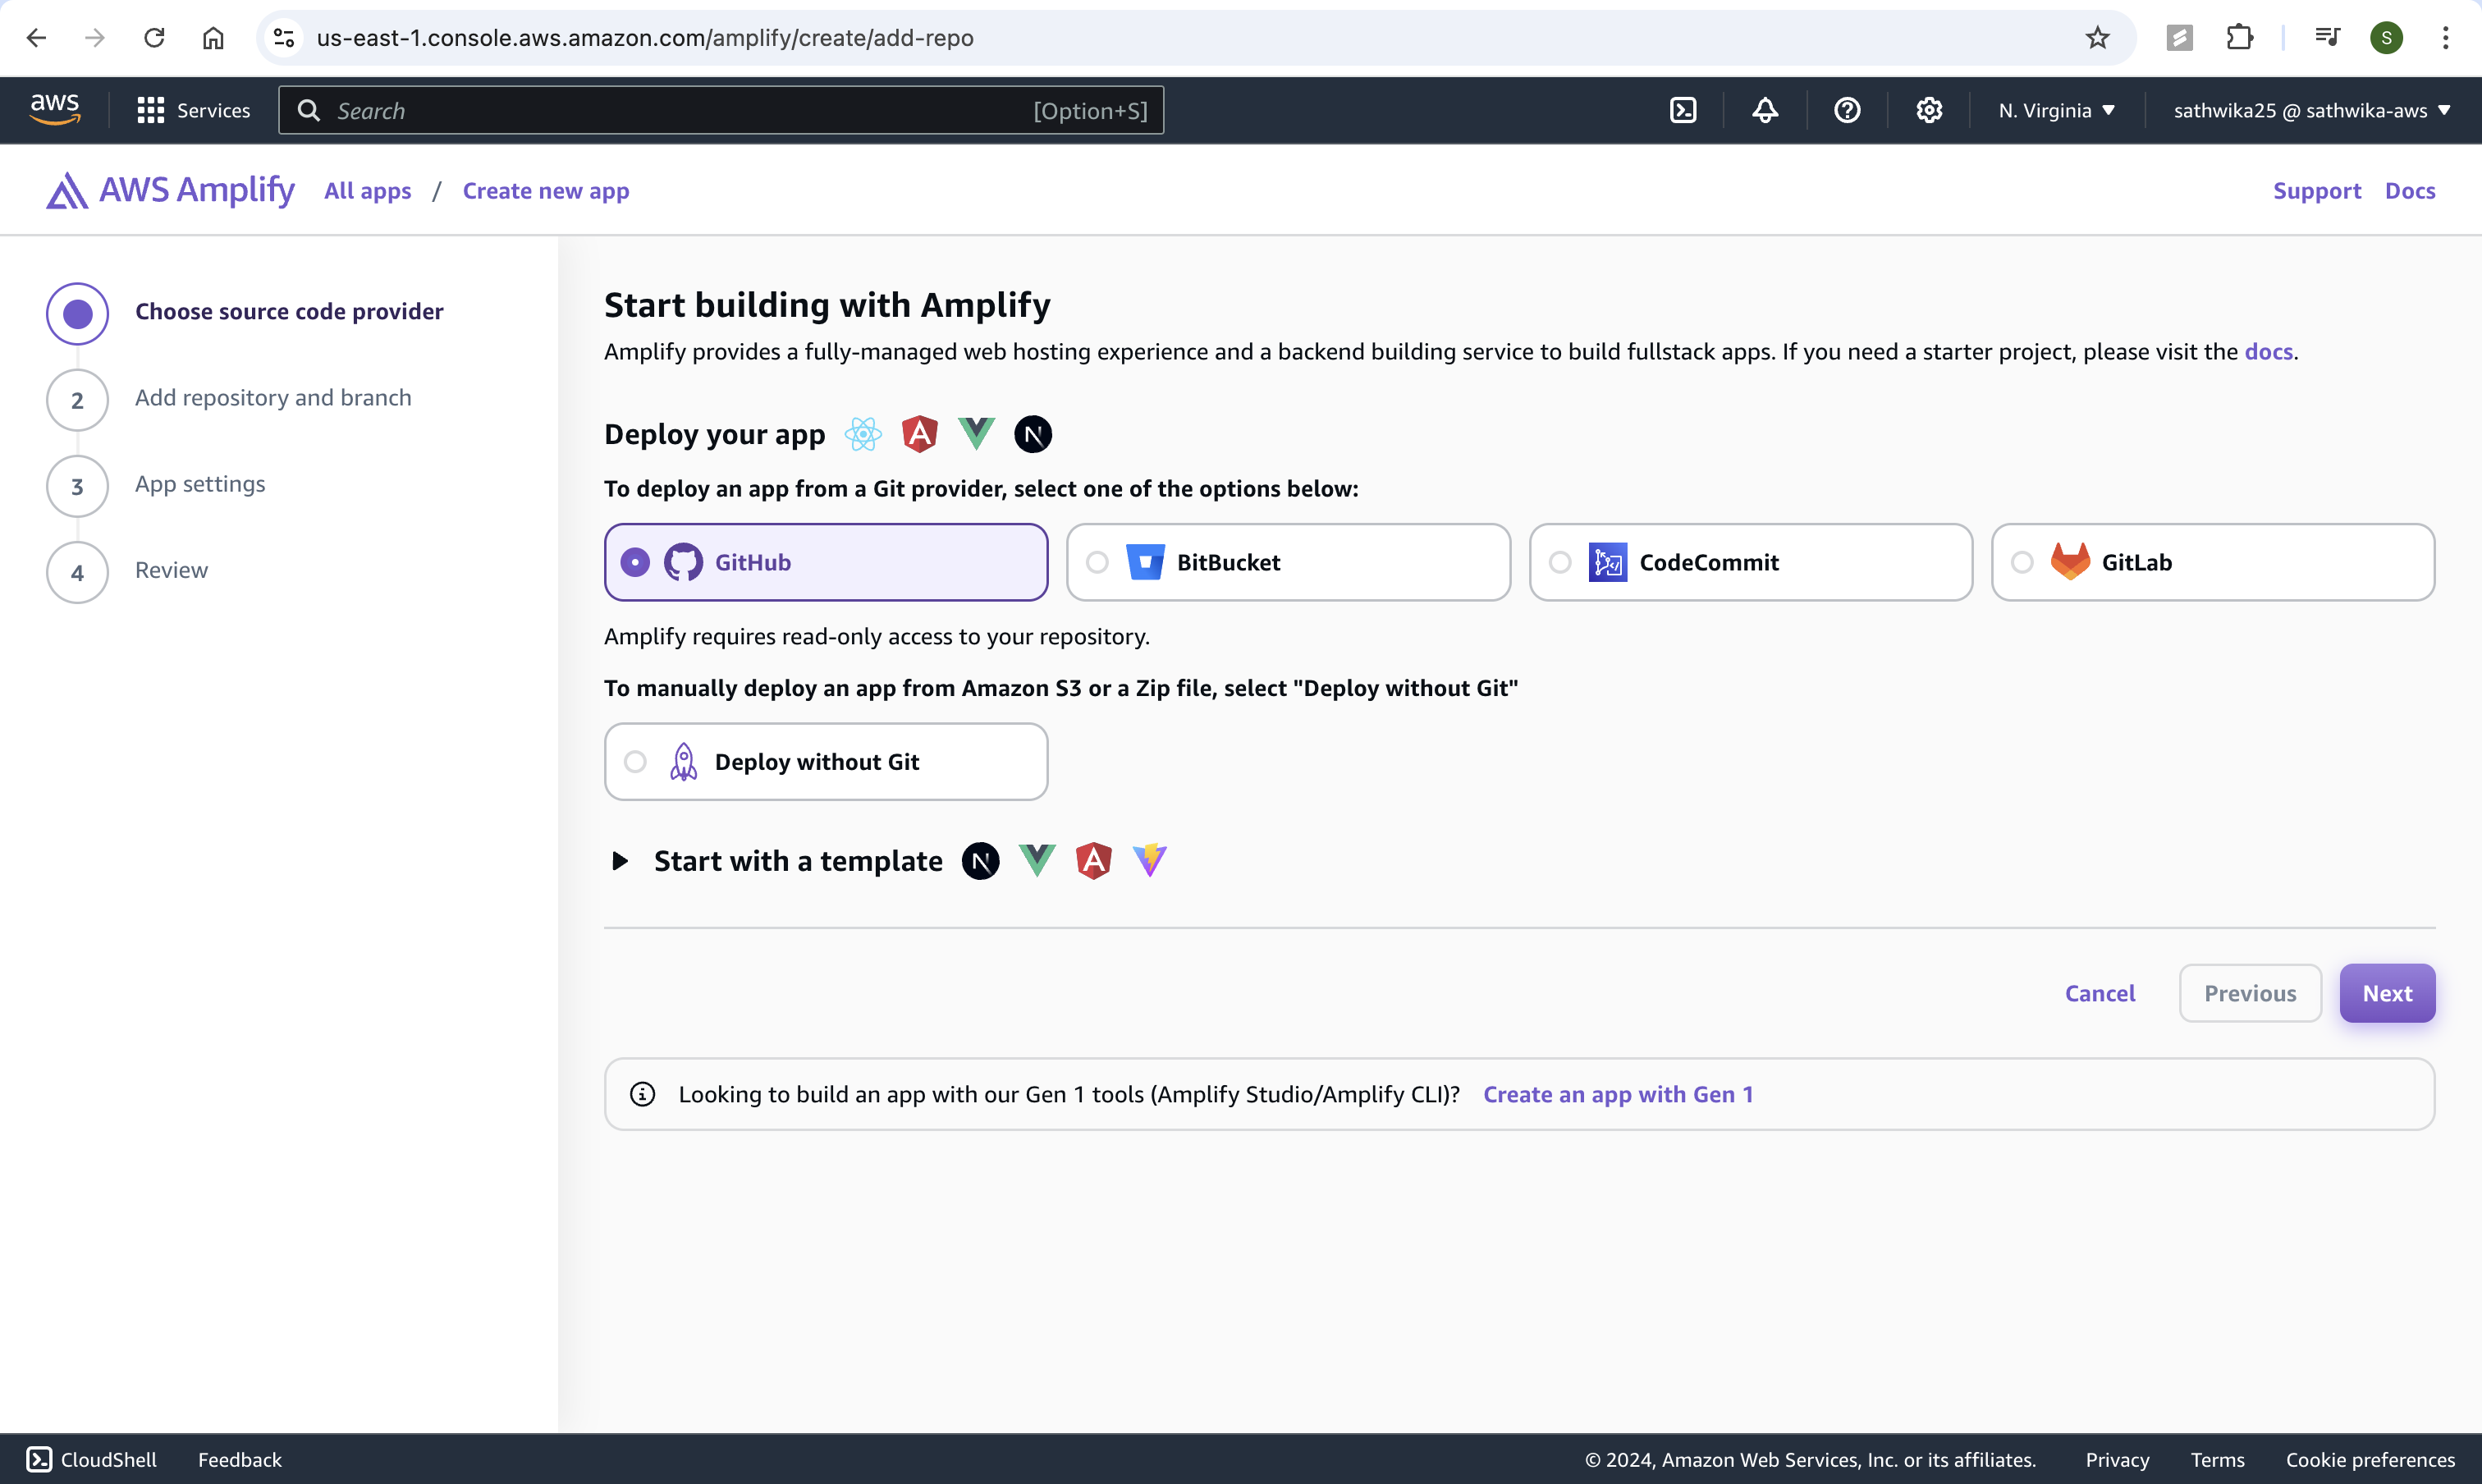 us-east-1.console.aws.amazon.com/amplify/create/add-repo
S
aws
Services
Search
[Option+S]
N. Virginia
sathwika25 @ sathwika-aws
AWS Amplify
All apps / Create new app
Support
Docs
Choose source code provider
2
Add repository and branch
3
App settings
4
Review
Start building with Amplify
Amplify provides a fully-managed web hosting experience and a backend building service to build fullstack apps. If you need a starter project, please visit the docs.
Deploy your app
To deploy an app from a Git provider, select one of the options below:
GitHub
BitBucket
CodeCommit
GitLab
Amplify requires read-only access to your repository.
To manually deploy an app from Amazon S3 or a Zip file, select "Deploy without Git"
Deploy without Git
Start with a template
Cancel
Previous
Next
Looking to build an app with our Gen 1 tools (Amplify Studio/Amplify CLI)? Create an app with Gen 1
CloudShell
Feedback
© 2024, Amazon Web Services, Inc. or its affiliates.
Privacy
Terms
Cookie preferences